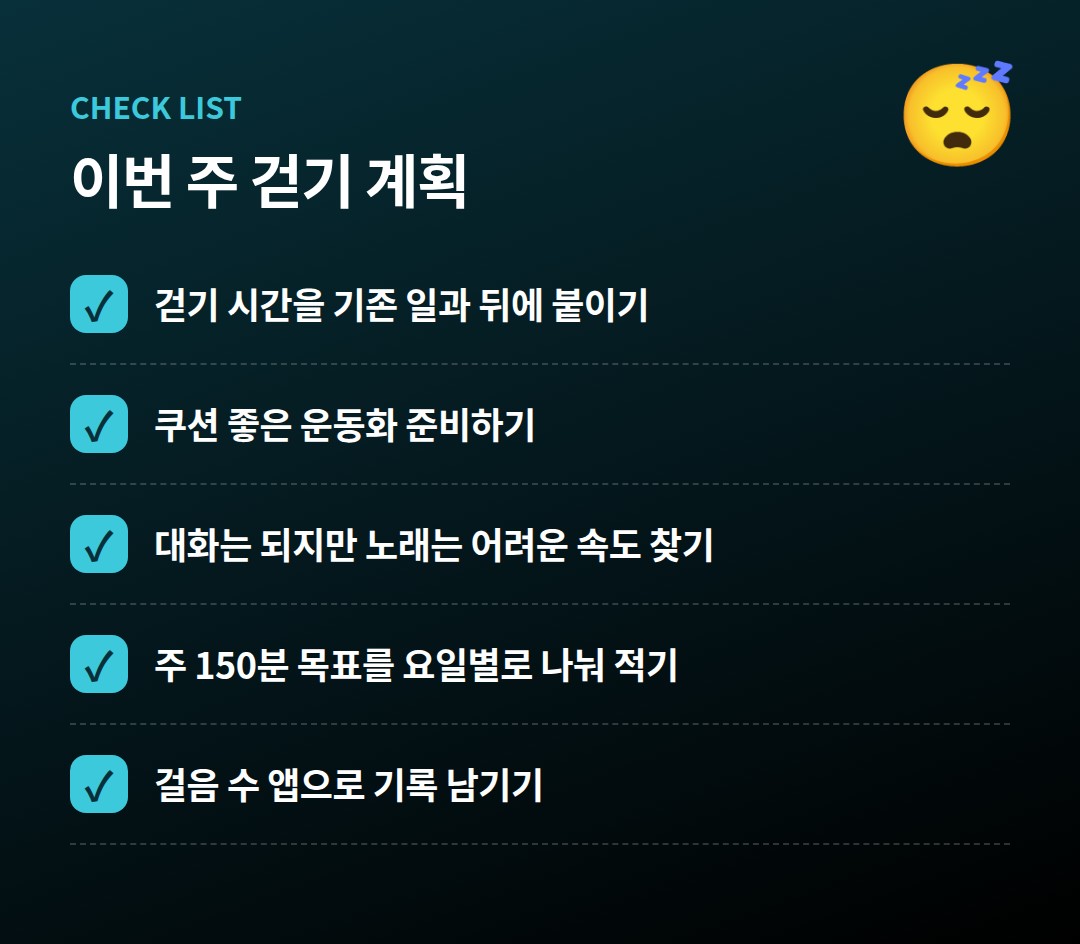 CHECK LIST
이번 주 걷기 계획
걷기 시간을 기존 일과 뒤에 붙이기
쿠션 좋은 운동화 준비하기
대화는 되지만 노래는 어려운 속도 찾기
주 150분 목표를 요일별로 나눠 적기
걸음 수 앱으로 기록 남기기